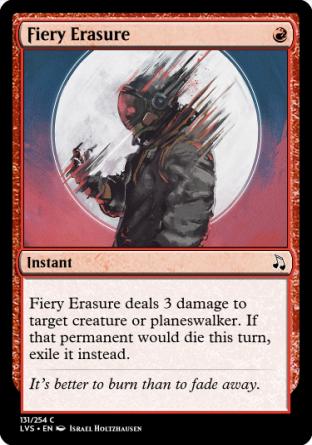 Fiery Erasure
Instant
Fiery Erasure deals 3 damage to
target creature or planeswalker. If
that permanent would die this turn,
exile it instead.
It's better to burn than to fade away.
131/254 C
LVS • EN Israel Holtzhausen